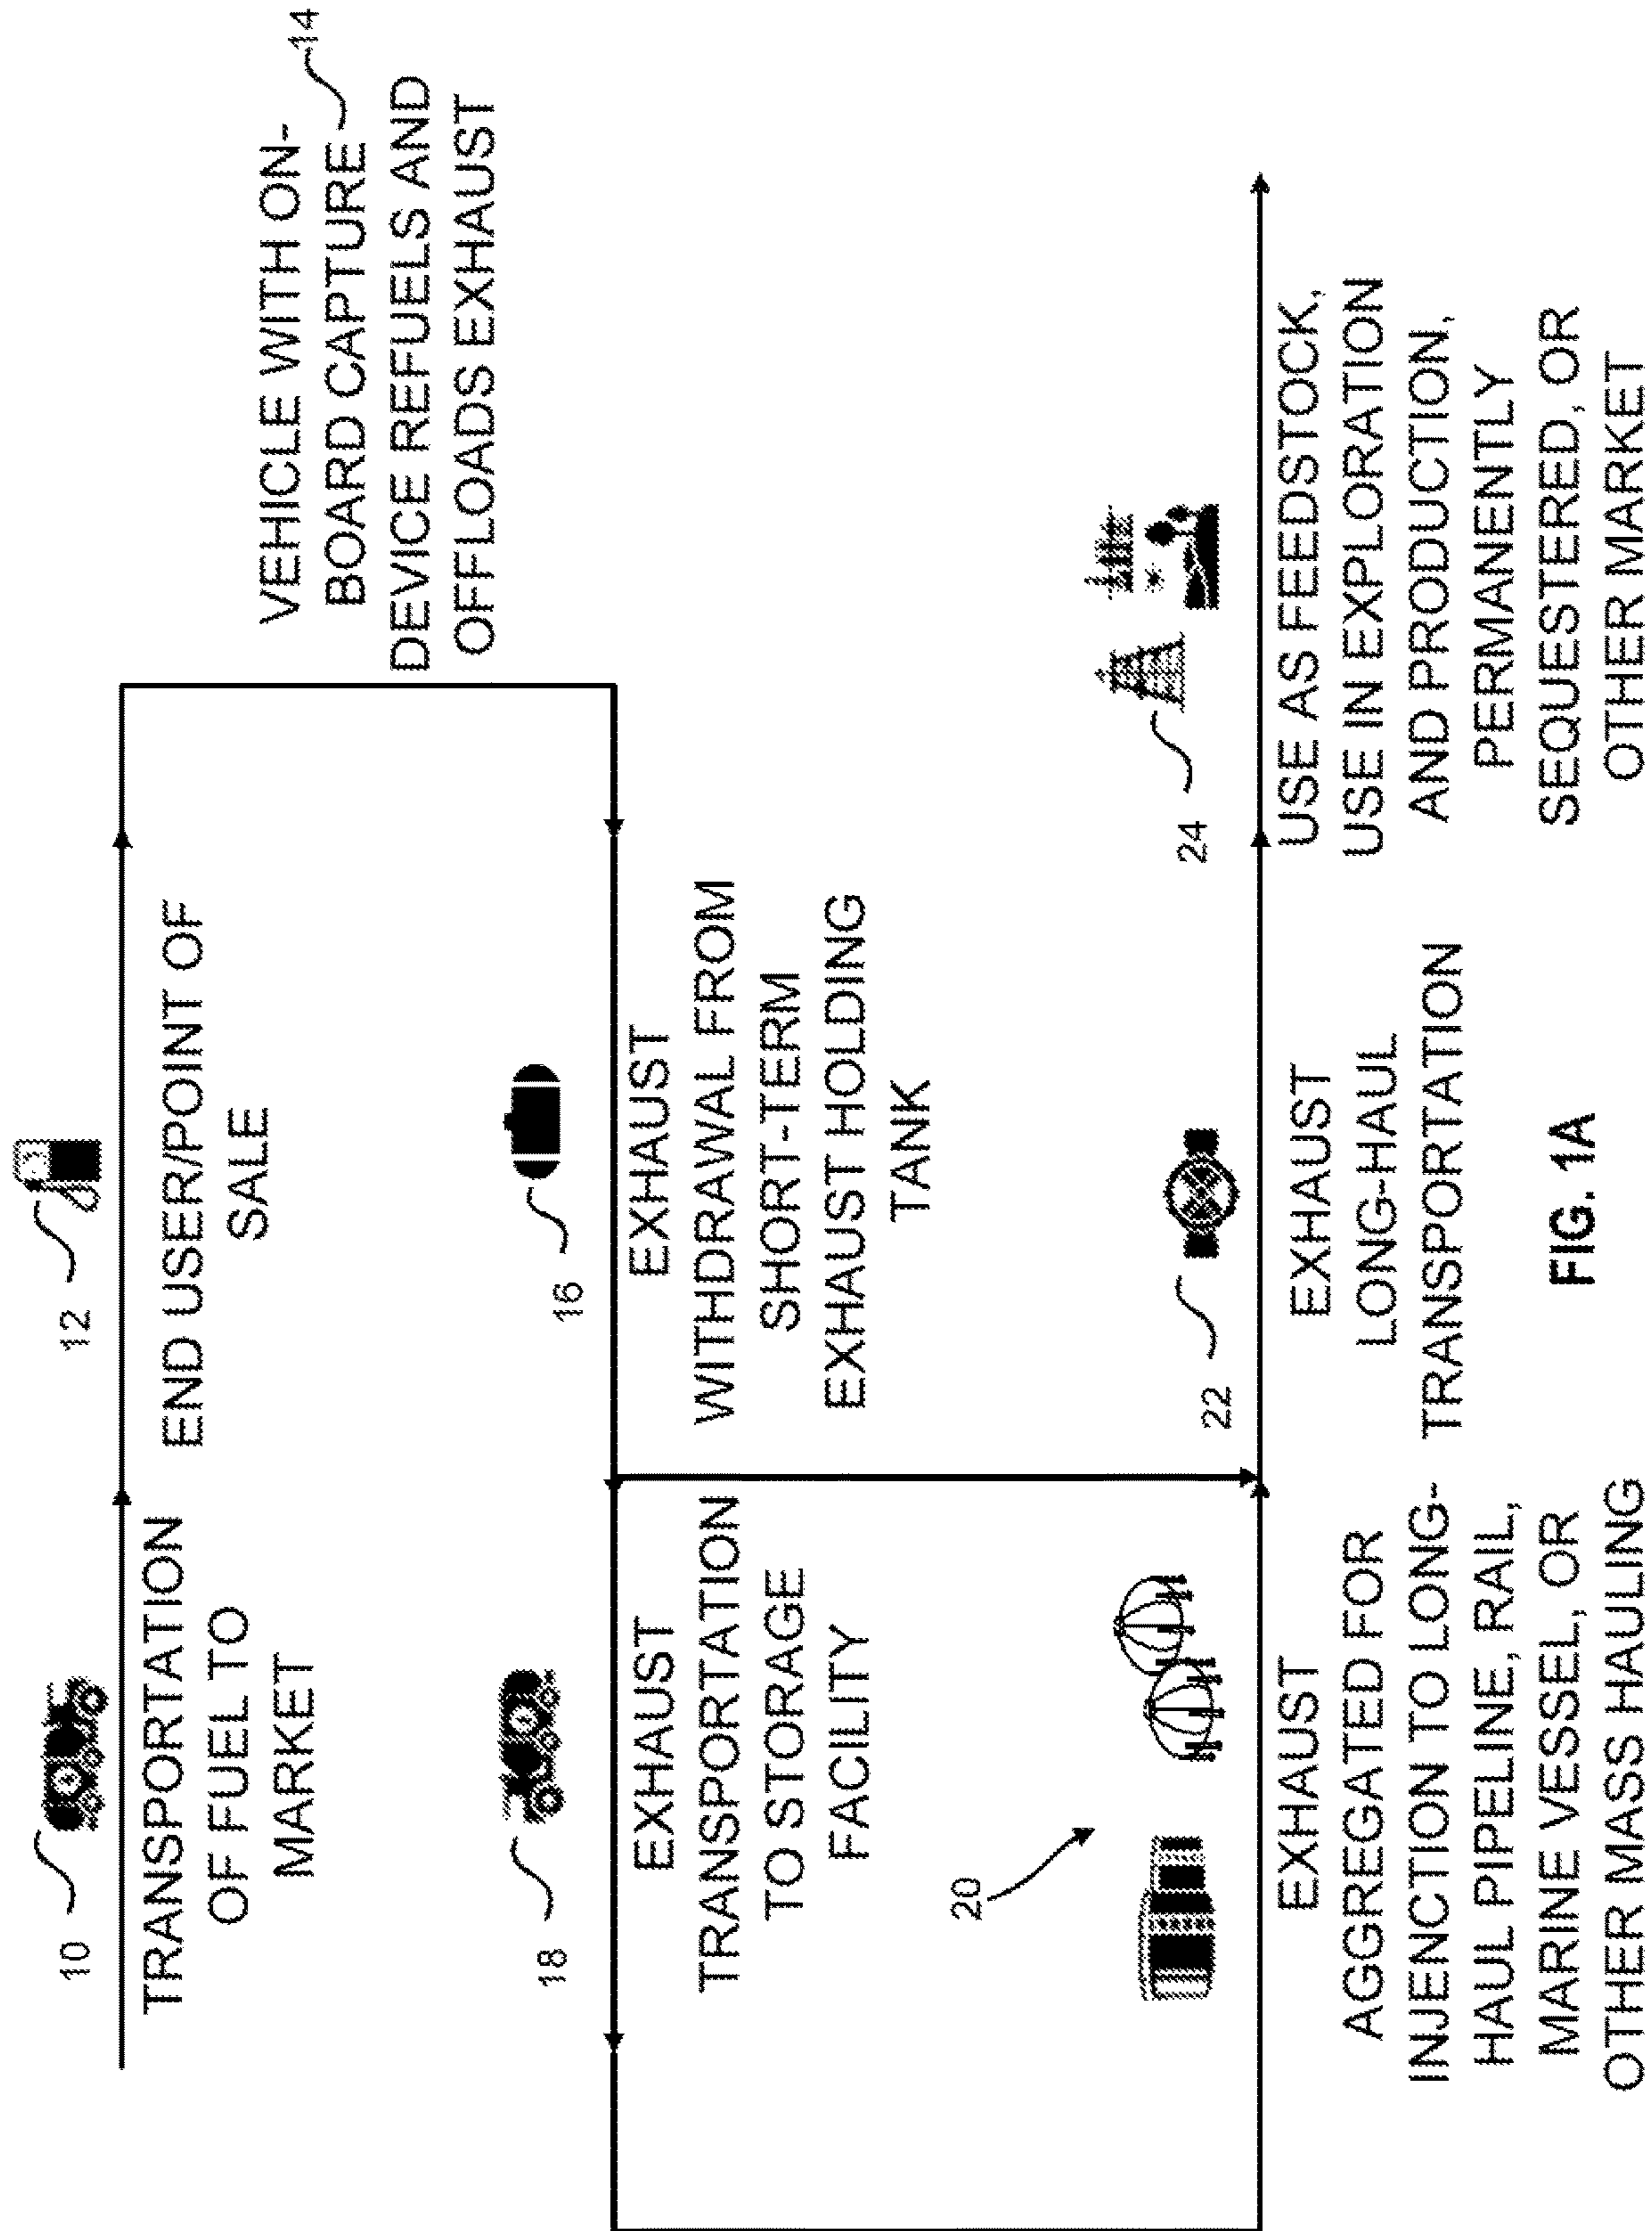 10
TRANSPORTATION
OF FUEL TO
MARKET
12
END USER/POINT OF
SALE
VEHICLE WITH ON-
BOARD CAPTURE
14
DEVICE REFUELS AND
OFFLOADS EXHAUST
18
EXHAUST
TRANSPORTATION
TO STORAGE
FACILITY
16
EXHAUST
WITHDRAWAL FROM
SHORT-TERM
EXHAUST HOLDING
TANK
20
EXHAUST
AGGREGATED FOR
INJENCTION TO LONG-
HAUL PIPELINE, RAIL,
MARINE VESSEL, OR
OTHER MASS HAULING
22
EXHAUST
LONG-HAUL
TRANSPORTATION
24
USE AS FEEDSTOCK,
USE IN EXPLORATION
AND PRODUCTION,
PERMANENTLY
SEQUESTERED, OR
OTHER MARKET
FIG. 1A